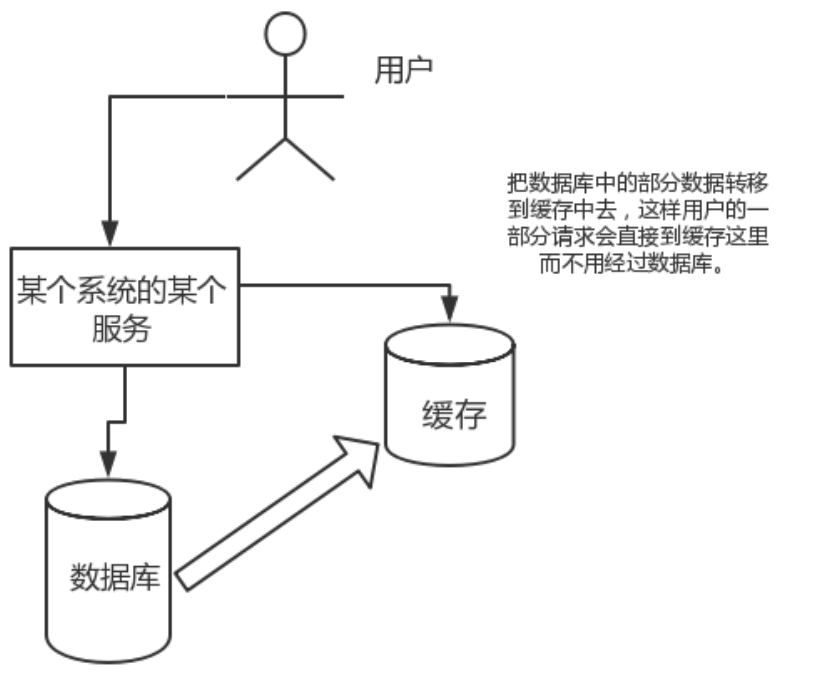 用户
把数据库中的部分数据转移
到缓存中去，这样用户的一
部分请求会直接到缓存这里
而不用经过数据库。
某个系统的某个
服务
缓存
数据库